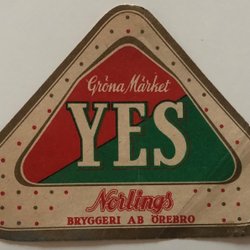 Gröna Märket
YES
Norlings
BRYGGERI AB ÖREBRO